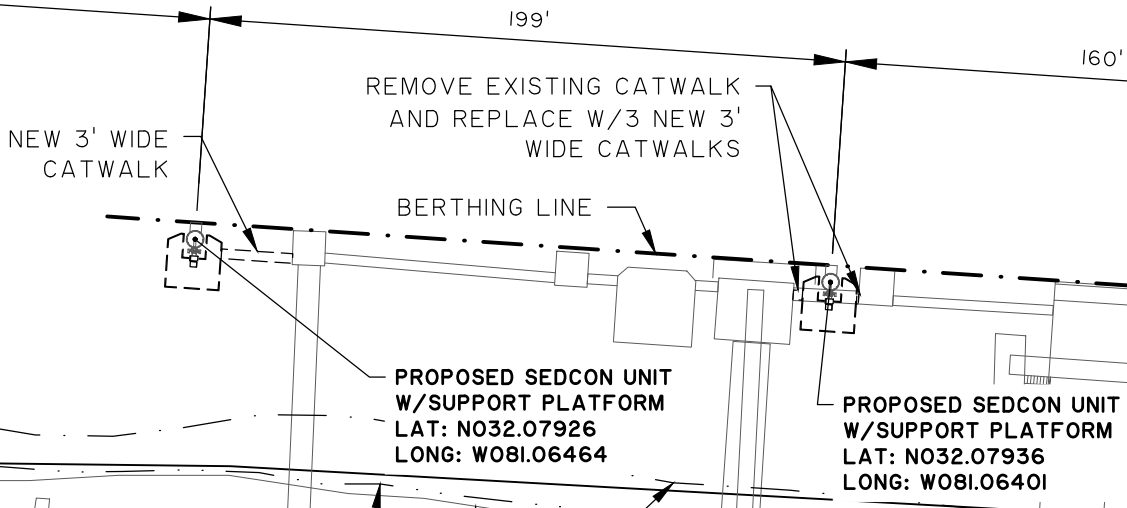 199'
160'
REMOVE EXISTING CATWALK
AND REPLACE W/3 NEW 3'
WIDE CATWALKS
NEW 3' WIDE
CATWALK
BERTHING LINE
PROPOSED SEDCON UNIT
W/SUPPORT PLATFORM
LAT: N032.07926
LONG: W081.06464
PROPOSED SEDCON UNIT
W/SUPPORT PLATFORM
LAT: N032.07936
LONG: W081.06401